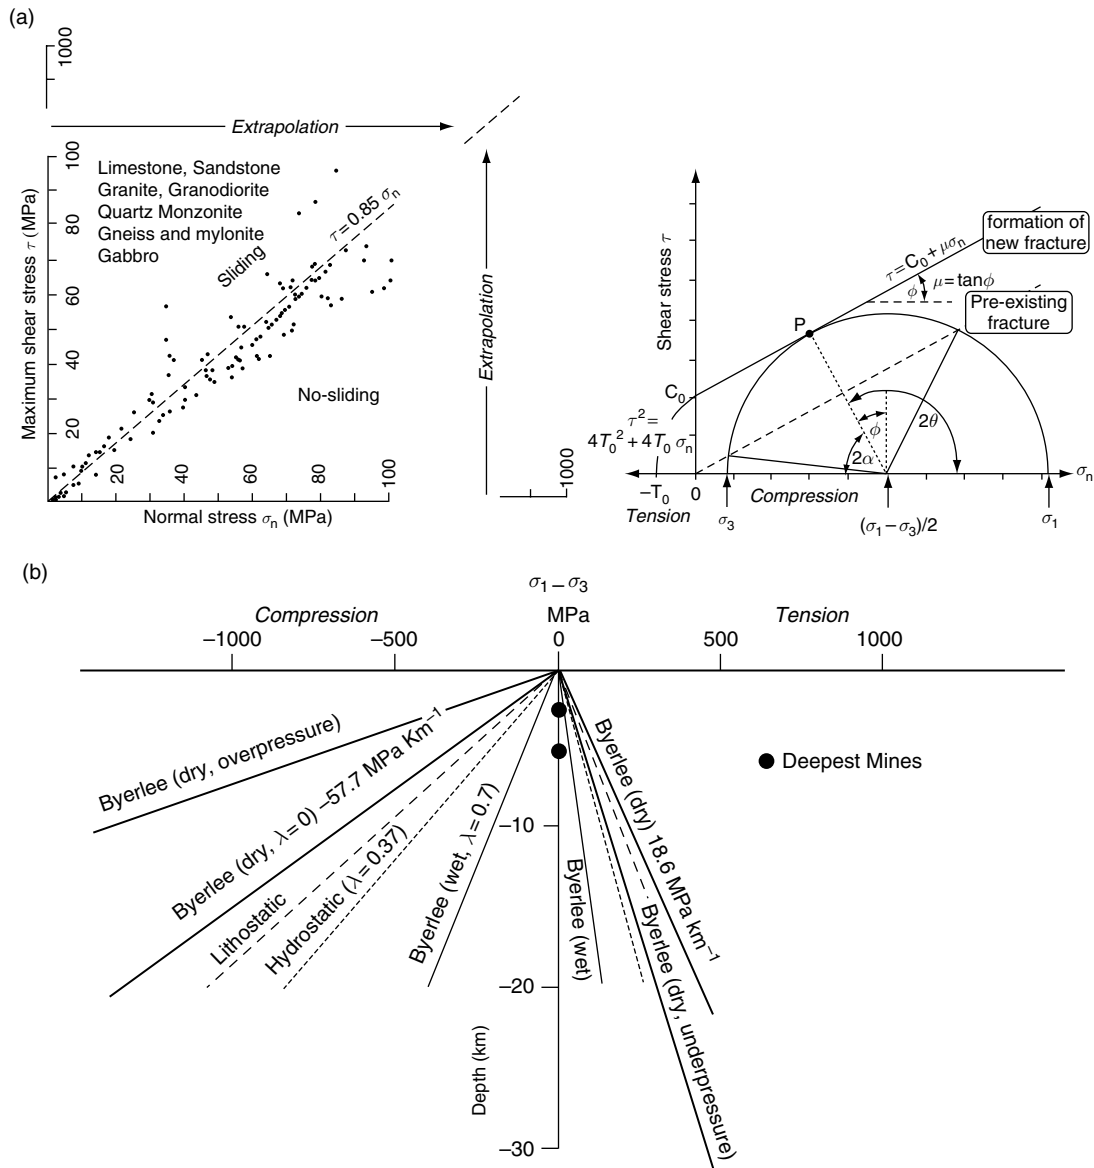 (a)
1000
Extrapolation
Limestone, Sandstone
Granite, Granodiorite
Quartz Monzonite
Gneiss and mylonite
Gabbro
Sliding
τ=0.85 σn
No-sliding
Maximum shear stress τ (MPa)
100
80
60
40
20
20
40
60
80
100
Normal stress σn (MPa)
Extrapolation
1000
Shear stress τ
formation of
new fracture
τ=C0+μσn
φ
μ=tanφ
Pre-existing
fracture
P
C0
τ²=
4T0²+4T0 σn
φ
2θ
2α
−T0
0
Compression
σn
Tension
σ3
(σ1−σ3)/2
σ1
(b)
σ1−σ3
Compression
MPa
Tension
−1000
−500
0
500
1000
Byerlee (dry, overpressure)
Byerlee (dry, λ=0) −57.7 MPa Km−1
Lithostatic
Hydrostatic (λ=0.37)
Byerlee (wet, λ=0.7)
Byerlee (wet)
Byerlee (dry) 18.6 MPa km−1
Byerlee (dry, underpressure)
Deepest Mines
−10
−20
−30
Depth (km)